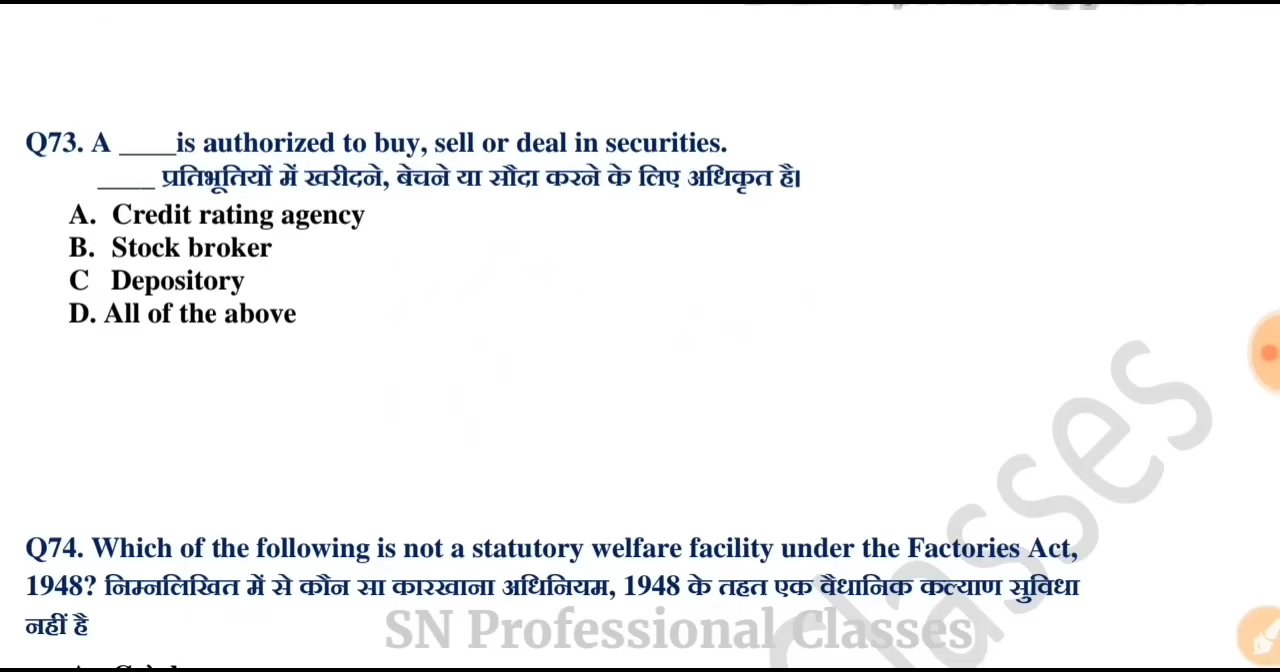 Q73. A ____is authorized to buy, sell or deal in securities.
____ प्रतिभूतियों में खरीदने, बेचने या सौदा करने के लिए अधिकृत है।
A. Credit rating agency
B. Stock broker
C Depository
D. All of the above
Q74. Which of the following is not a statutory welfare facility under the Factories Act,
1948? निम्नलिखित में से कौन सा कारखाना अधिनियम, 1948 के तहत एक वैधानिक कल्याण सुविधा
नहीं है
SN Professional Classes
Classes